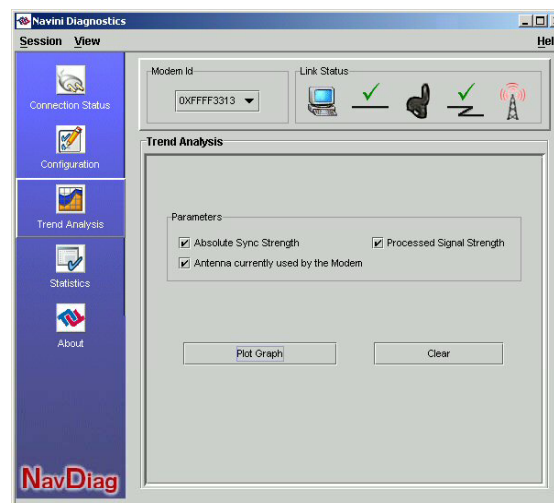 Navini Diagnostics
Session View Hel
Connection Status
Configuration
Trend Analysis
Statistics
About
NavDiag
Modem Id
0XFFFF3313
Link Status
Trend Analysis
Parameters
Absolute Sync Strength Processed Signal Strength
Antenna currently used by the Modem
Plot Graph Clear